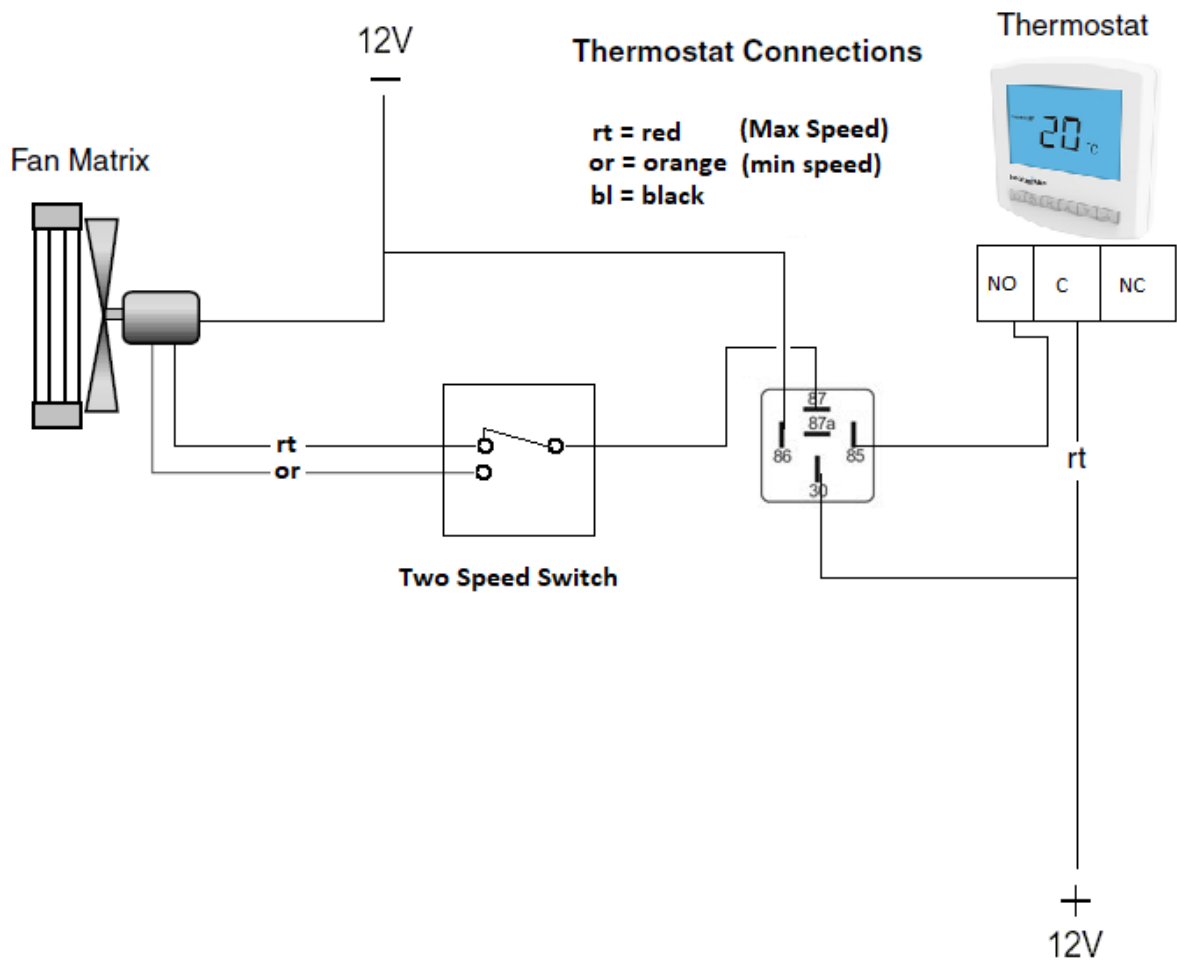 12V
−
Thermostat Connections
Thermostat
rt = red (Max Speed)
or = orange (min speed)
bl = black
20 °C
Fan Matrix
NO C NC
87
87a
86 85
30
rt
or
rt
Two Speed Switch
+
12V